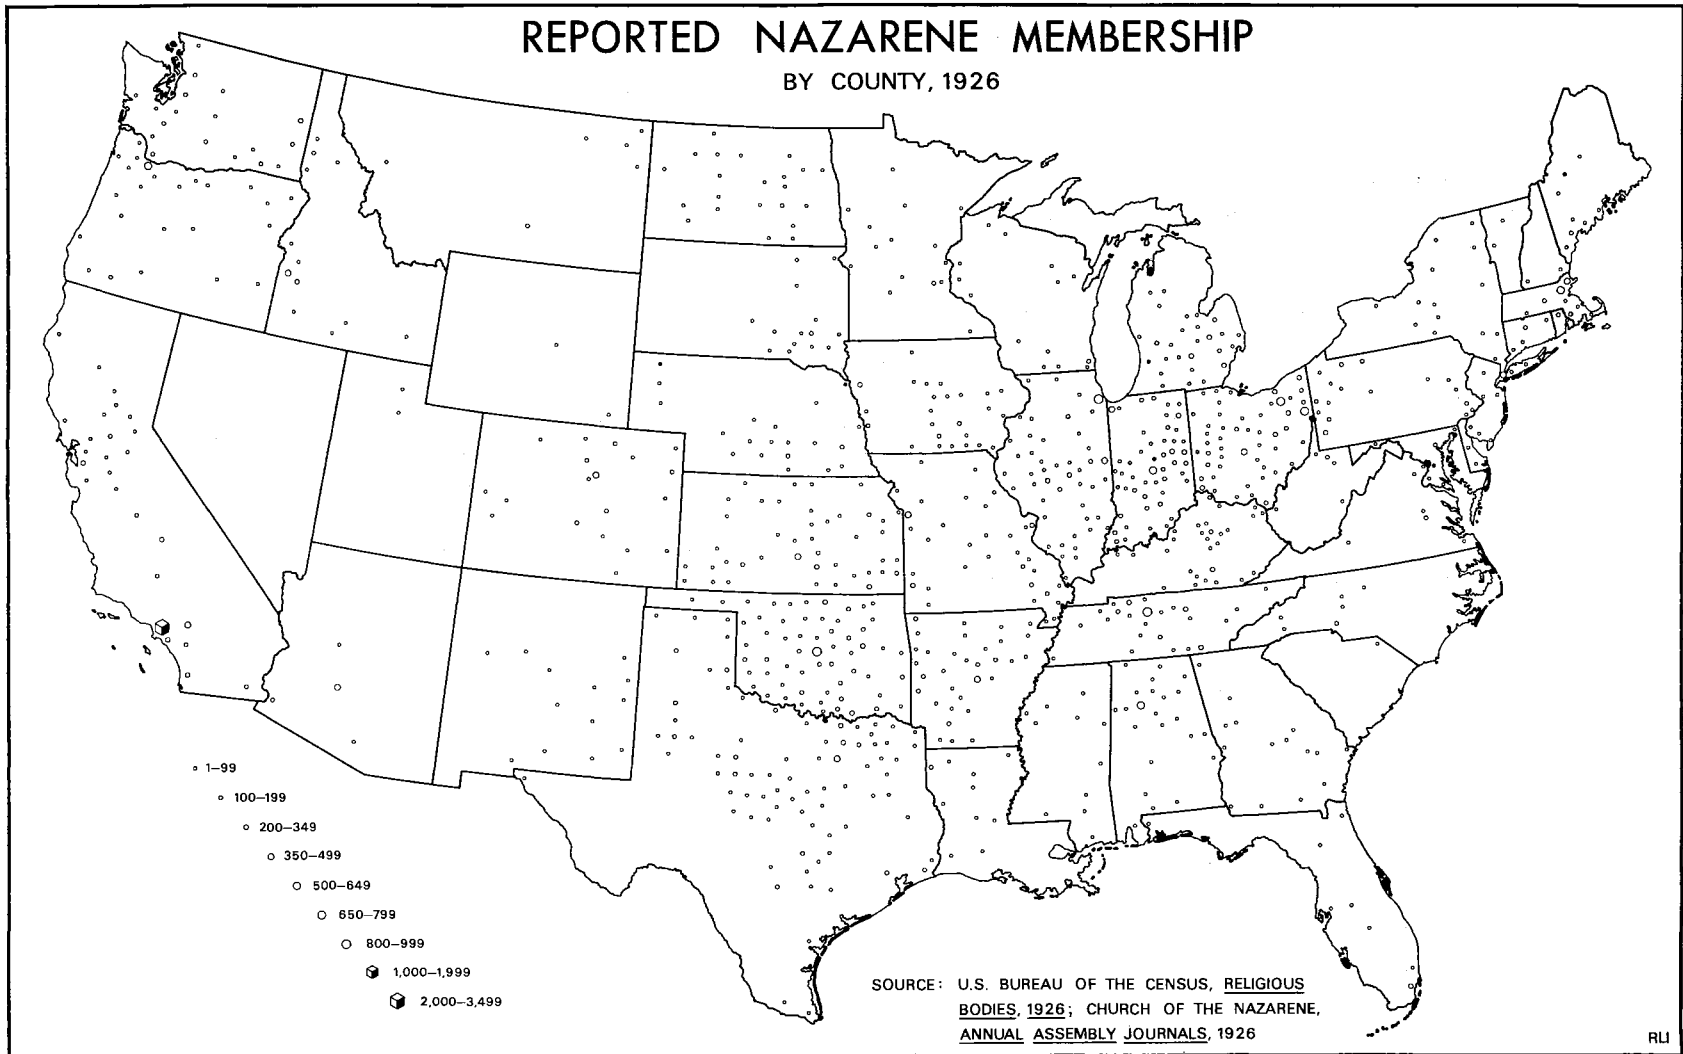 REPORTED NAZARENE MEMBERSHIP
BY COUNTY, 1926
1–99
100–199
200–349
350–499
500–649
650–799
800–999
1,000–1,999
2,000–3,499
SOURCE: U.S. BUREAU OF THE CENSUS, RELIGIOUS
BODIES, 1926; CHURCH OF THE NAZARENE,
ANNUAL ASSEMBLY JOURNALS, 1926